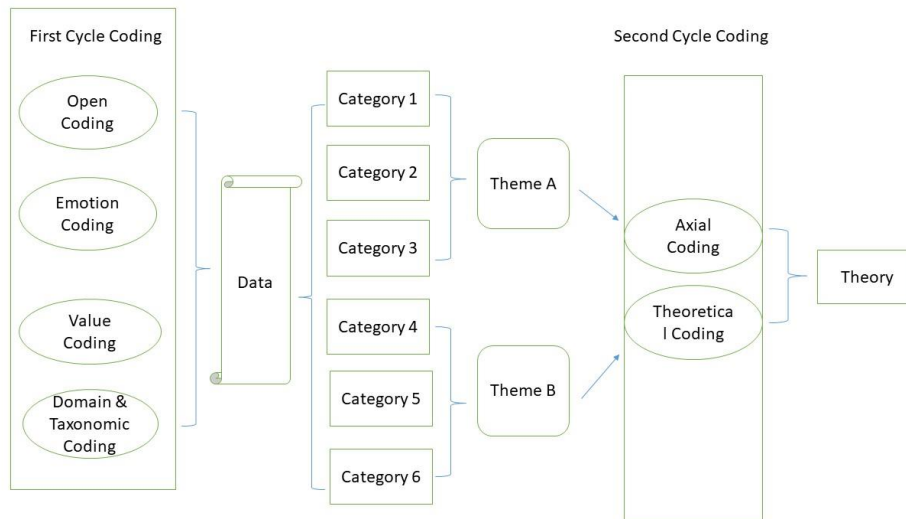 First Cycle Coding
Open
Coding
Emotion
Coding
Value
Coding
Domain &
Taxonomic
Coding
Data
Category 1
Category 2
Category 3
Category 4
Category 5
Category 6
Theme A
Theme B
Second Cycle Coding
Axial
Coding
Theoretica
l Coding
Theory